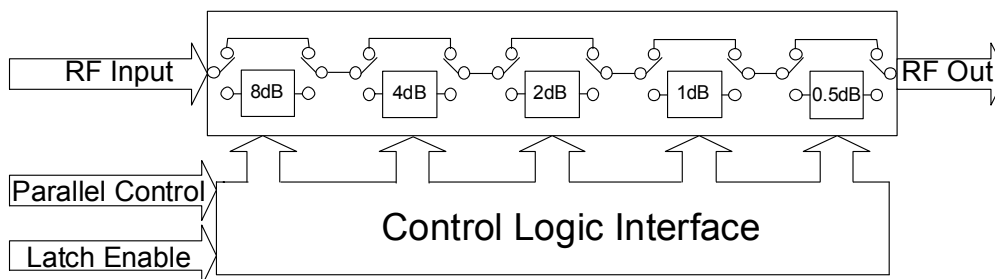 RF Input
8dB
4dB
2dB
1dB
0.5dB
RF Out
Parallel Control
Control Logic Interface
Latch Enable